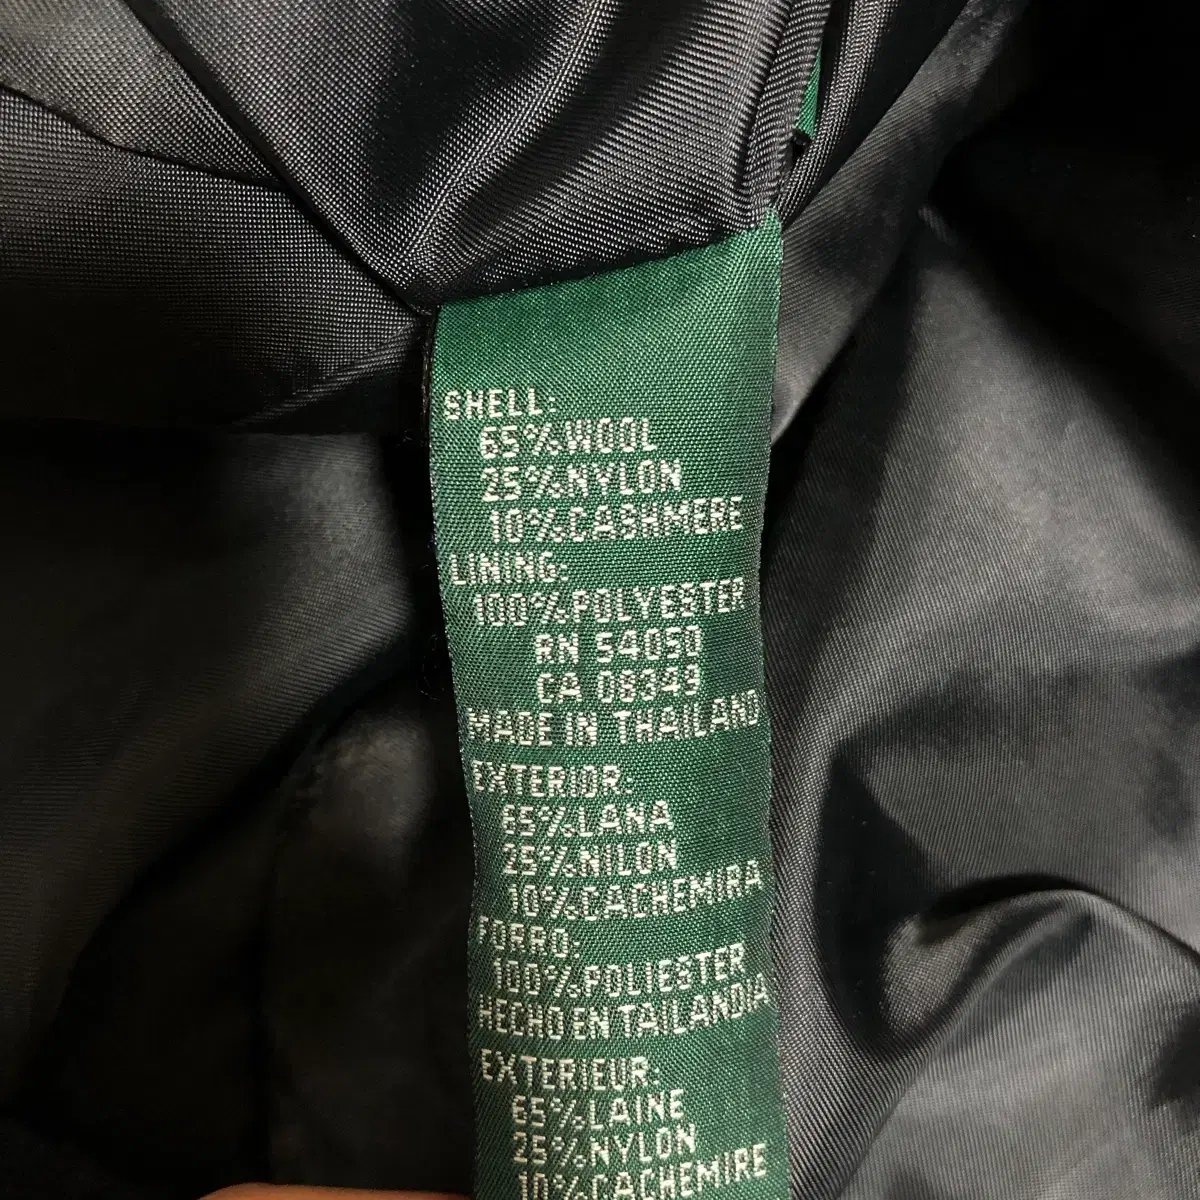 SHELL:
65%WOOL
25%NYLON
10%CASHMERE
LINING:
100%POLYESTER
RN 54050
CA 08349
MADE IN THAILAND
EXTERIOR:
65%LANA
25%NILON
10%CACHEMIRA
FORRO:
100%POLIESTER
HECHO EN TAILANDIA
EXTERIEUR:
65%LAINE
25%NYLON
10%CACHEMIRE